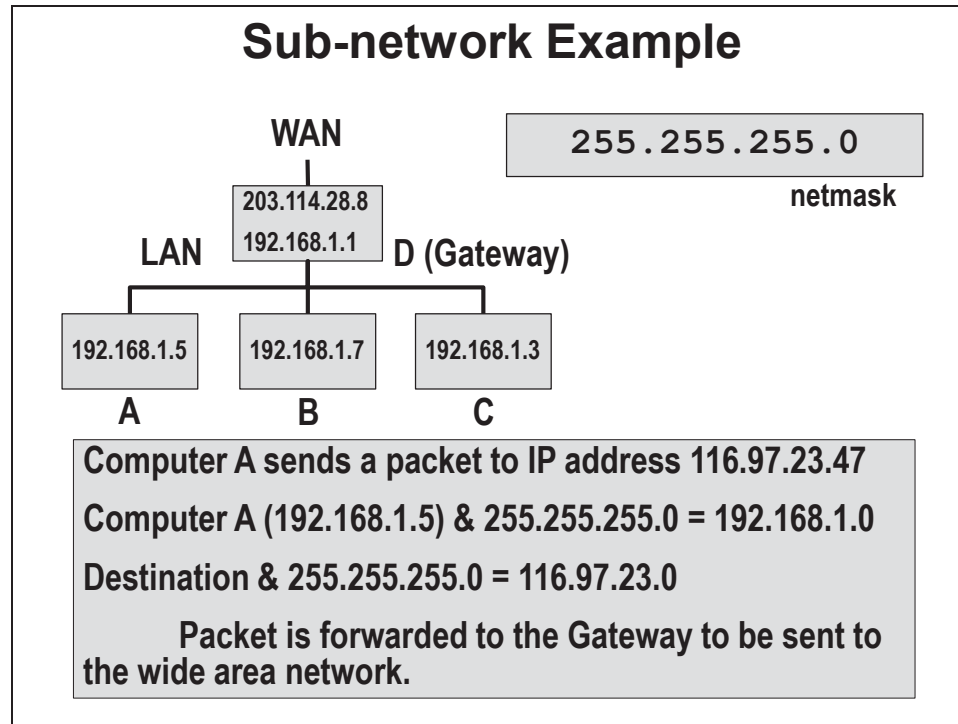 Sub-network Example
WAN
255.255.255.0
netmask
203.114.28.8
192.168.1.1
LAN
D (Gateway)
192.168.1.5
192.168.1.7
192.168.1.3
A
B
C
Computer A sends a packet to IP address 116.97.23.47
Computer A (192.168.1.5) & 255.255.255.0 = 192.168.1.0
Destination & 255.255.255.0 = 116.97.23.0
Packet is forwarded to the Gateway to be sent to
the wide area network.